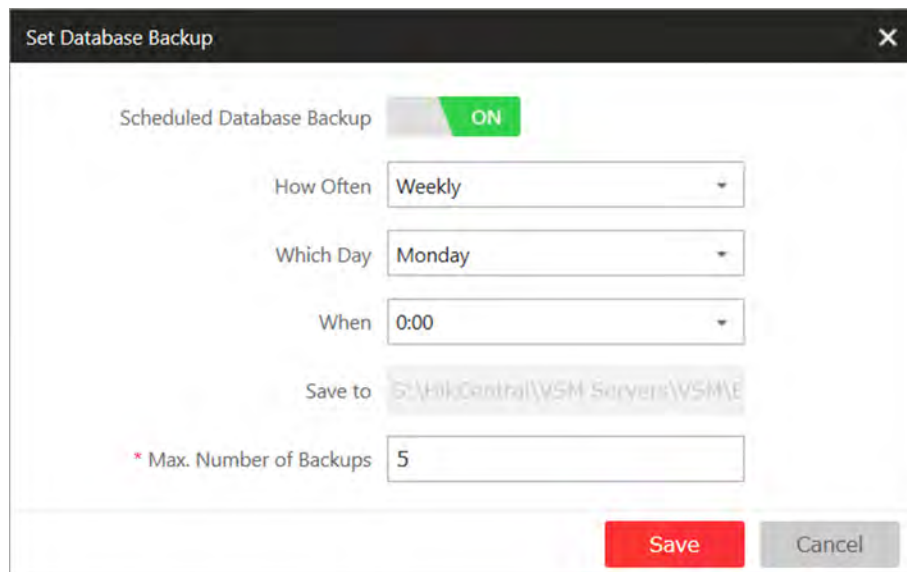 Set Database Backup
Scheduled Database Backup ON
How Often Weekly
Which Day Monday
When 0:00
Save to G:\HikCentral\VSM Servers\VSM\
* Max. Number of Backups 5
Save Cancel